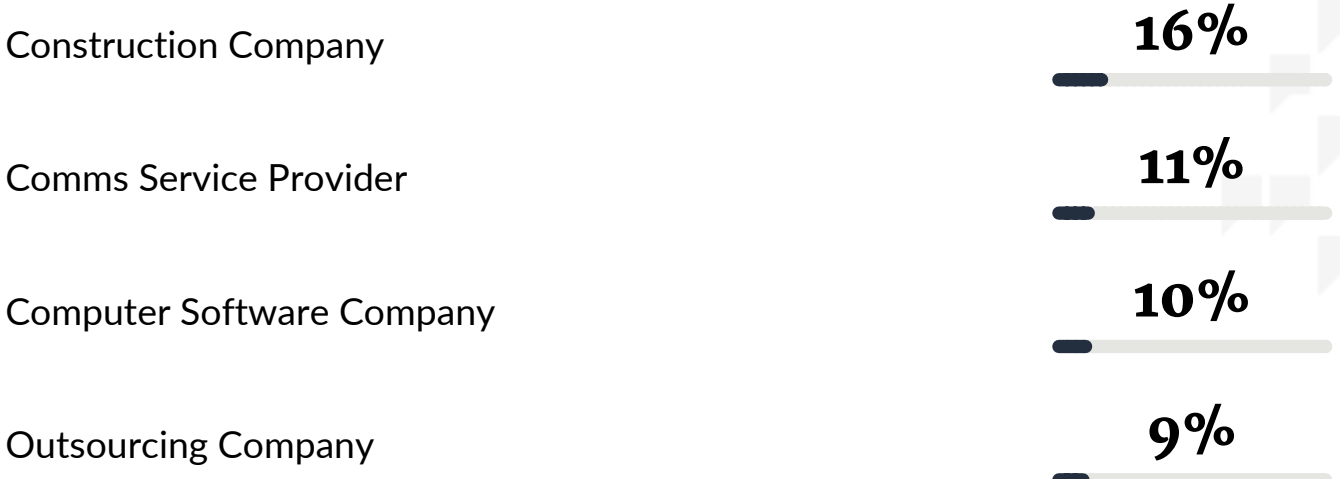 Construction Company 16%
Comms Service Provider 11%
Computer Software Company 10%
Outsourcing Company 9%